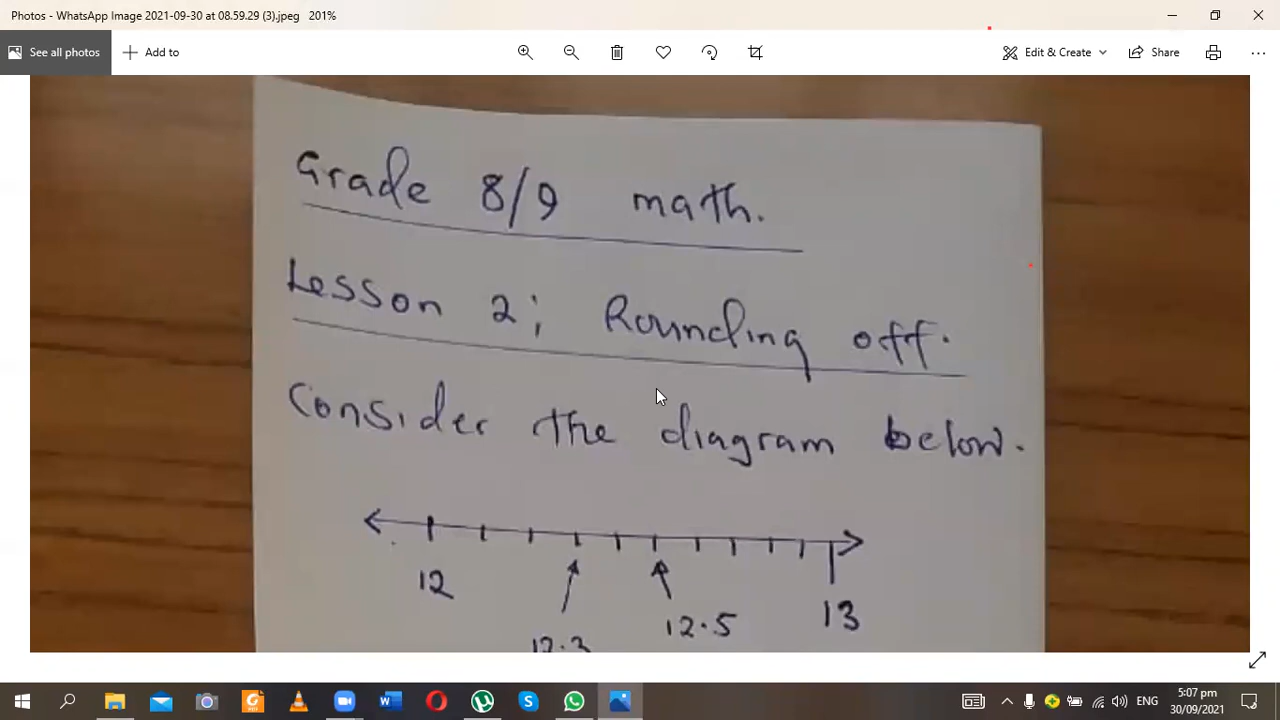 Photos - WhatsApp Image 2021-09-30 at 08.59.29 (3).jpeg 201%
See all photos
Add to
Edit & Create
Share
Grade 8/9 math.
Lesson 2; Rounding off.
Consider the diagram below.
12
12.3
12.5
13
ENG
5:07 pm
30/09/2021